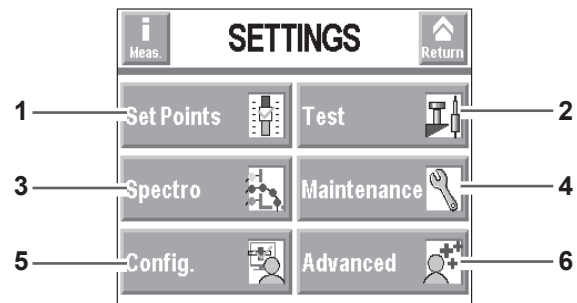 i
Meas.
SETTINGS
Return
1
Set Points
Test
2
3
Spectro
Maintenance
4
5
Config.
Advanced
6